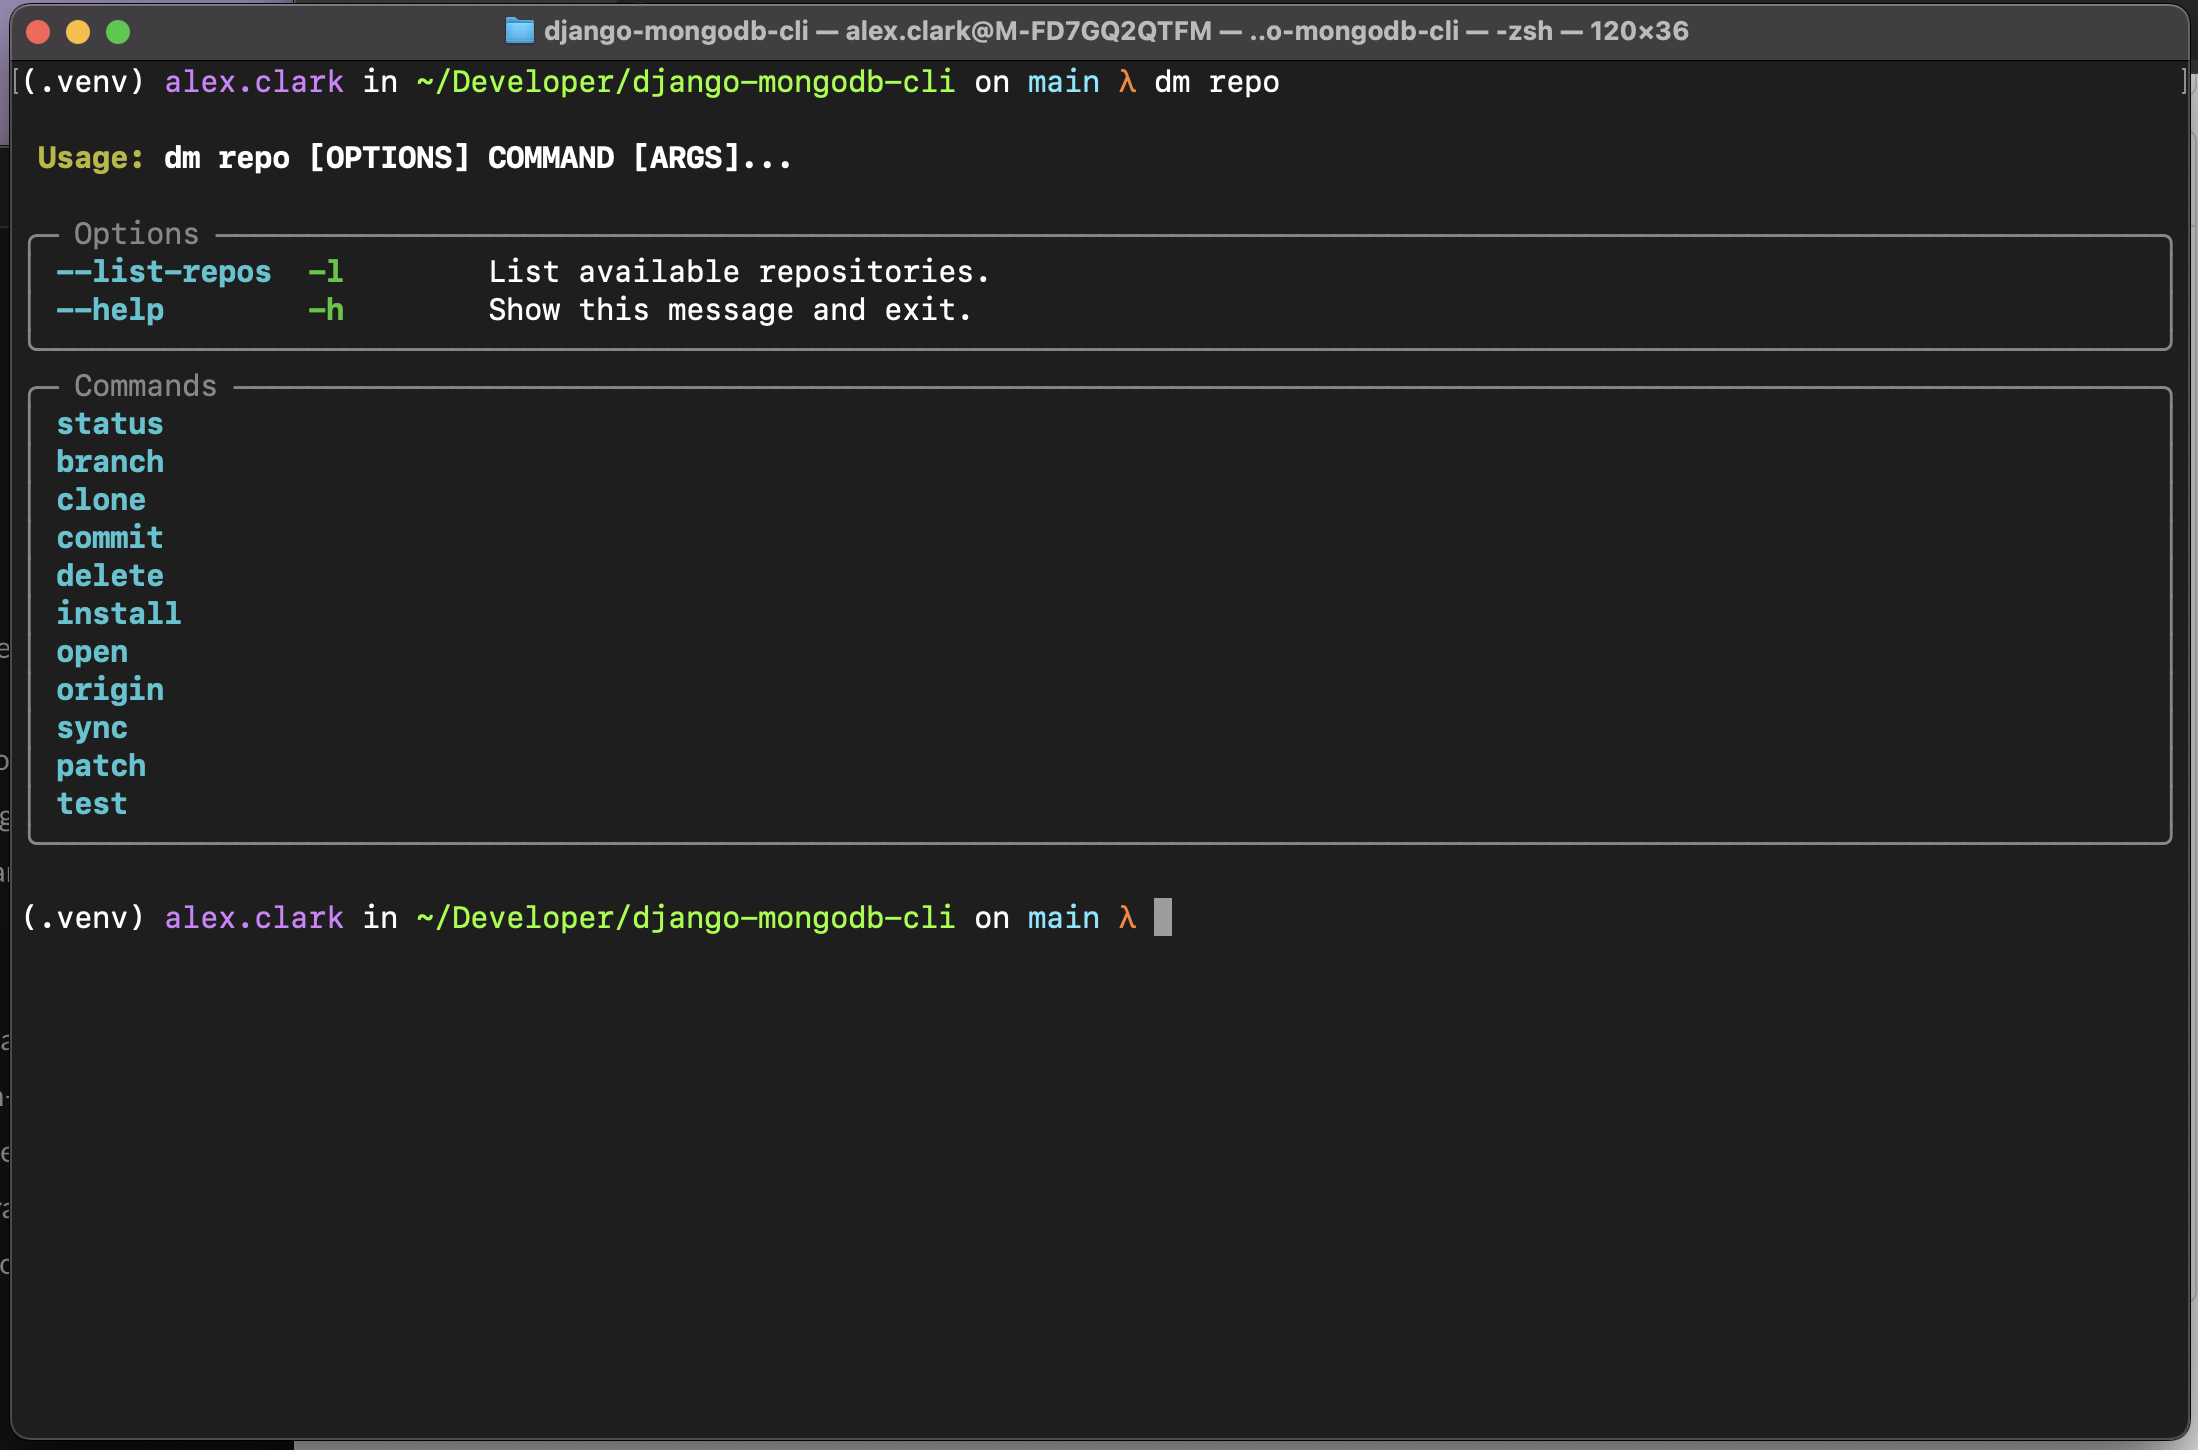 django-mongodb-cli — alex.clark@M-FD7GQ2QTFM — ..o-mongodb-cli — -zsh — 120×36
[(.venv) alex.clark in ~/Developer/django-mongodb-cli on main λ dm repo ]
Usage: dm repo [OPTIONS] COMMAND [ARGS]...
Options
--list-repos -l List available repositories.
--help -h Show this message and exit.
Commands
status
branch
clone
commit
delete
install
open
origin
sync
patch
test
(.venv) alex.clark in ~/Developer/django-mongodb-cli on main λ